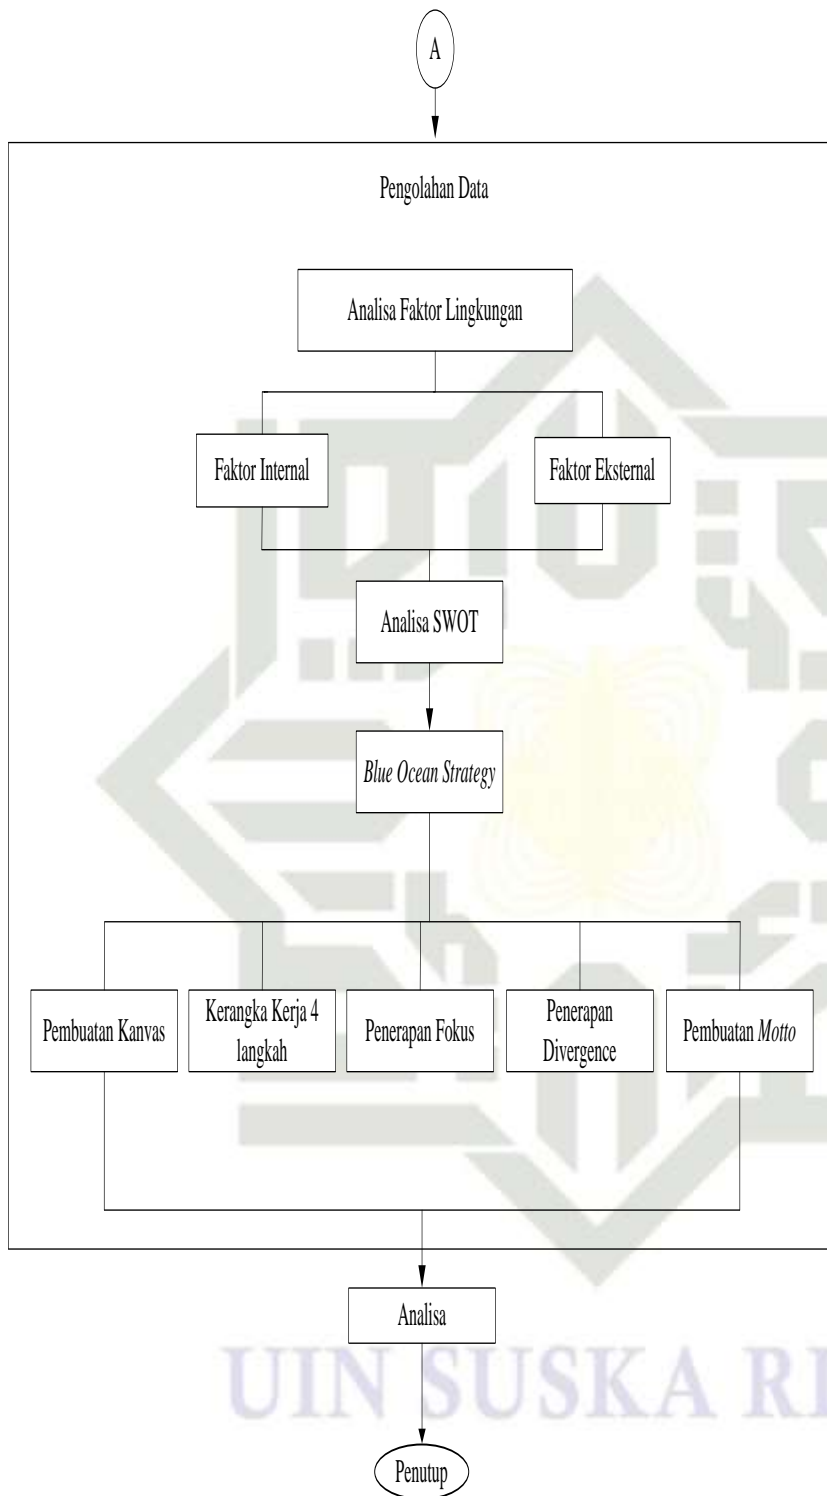 A
Pengolahan Data
Analisa Faktor Lingkungan
Faktor Internal
Faktor Eksternal
Analisa SWOT
Blue Ocean Strategy
Pembuatan Kanvas
Kerangka Kerja 4
langkah
Penerapan Fokus
Penerapan
Divergence
Pembuatan Motto
Analisa
UIN SUSKA RI
Penutup